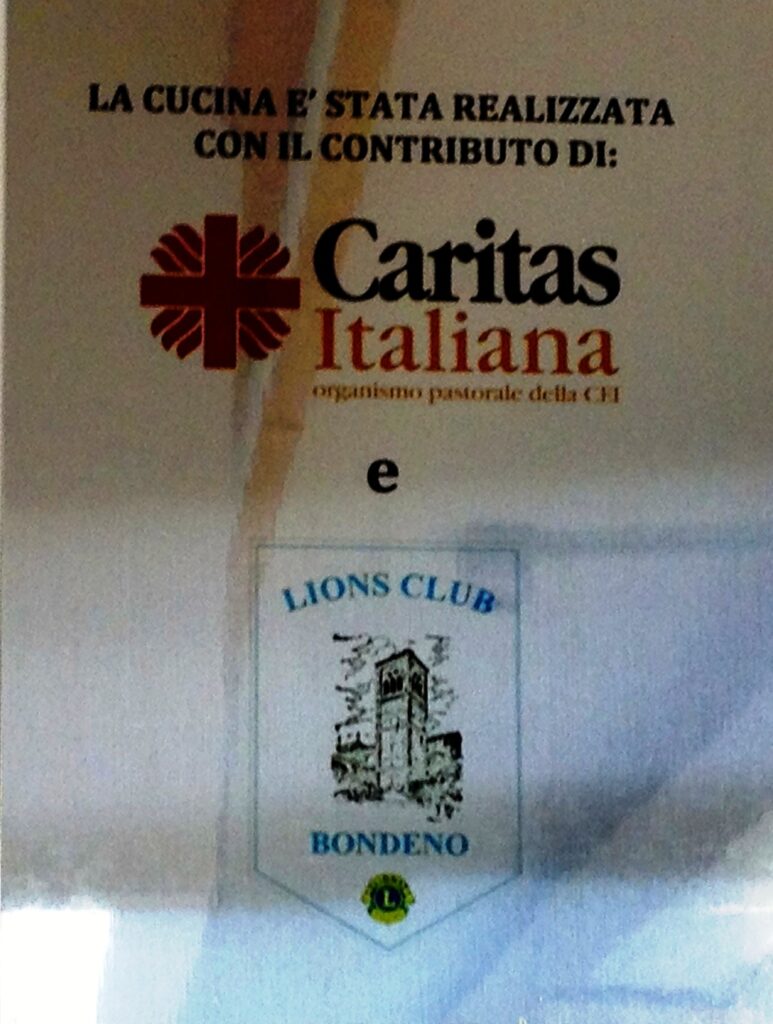 LA CUCINA E' STATA REALIZZATA
CON IL CONTRIBUTO DI:
Caritas
Italiana
organismo pastorale della CEI
e
LIONS CLUB
BONDENO
L